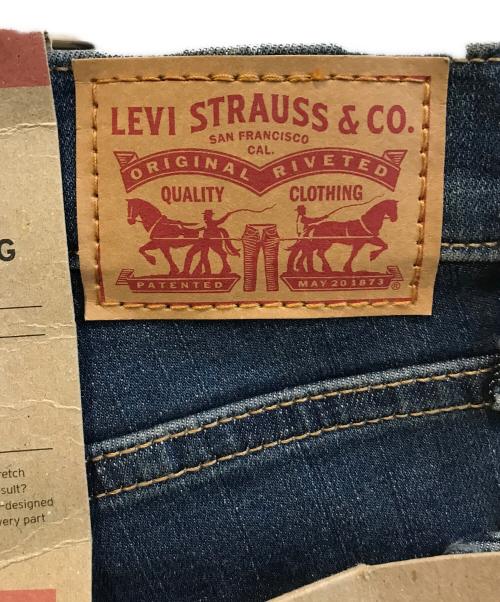 LEVI STRAUSS & CO.
SAN FRANCISCO
CAL.
ORIGINAL RIVETED
QUALITY CLOTHING
PATENTED MAY 20 1873 ®
G
retch
sult?
-designed
very part